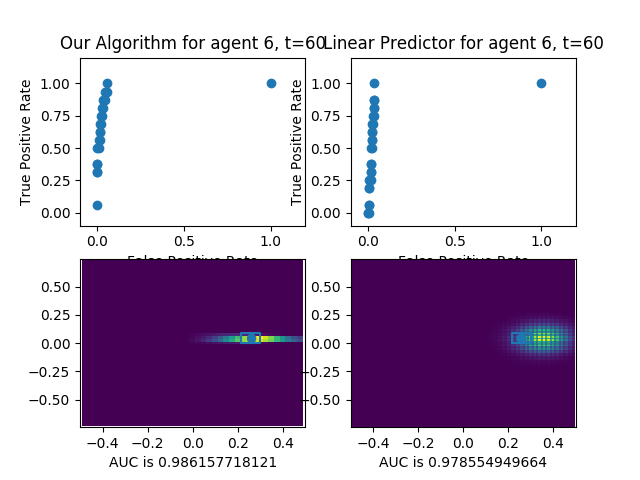 Our Algorithm for agent 6, t=60
Linear Predictor for agent 6, t=60
True Positive Rate
1.00
0.75
0.50
0.25
0.00
0.0 0.5 1.0
False Positive Rate
True Positive Rate
1.00
0.75
0.50
0.25
0.00
0.0 0.5 1.0
False Positive Rate
0.50
0.25
0.00
−0.25
−0.50
−0.4 −0.2 0.0 0.2 0.4
AUC is 0.986157718121
0.50
0.25
0.00
−0.25
−0.50
−0.4 −0.2 0.0 0.2 0.4
AUC is 0.978554949664